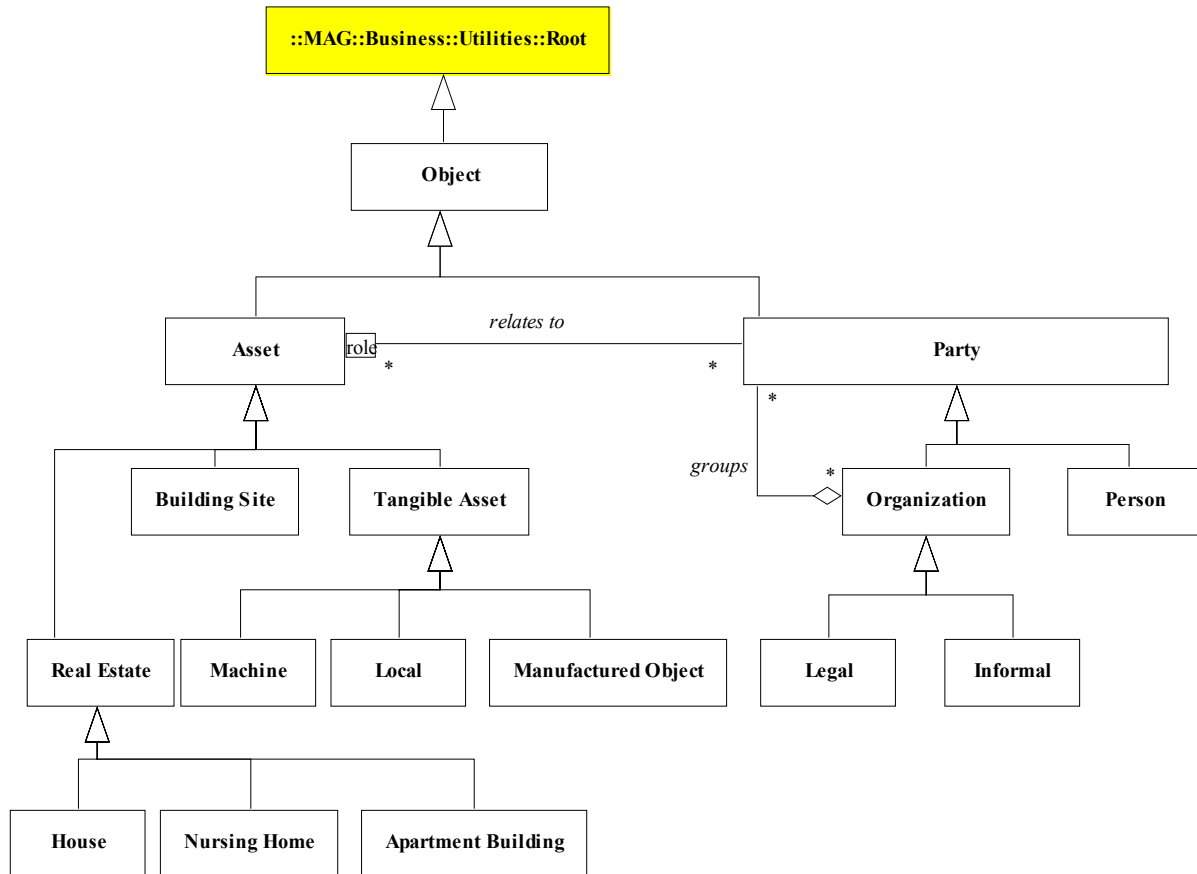 ::MAG::Business::Utilities::Root
Object
relates to
Asset
role
Party
*
*
*
groups
*
Building Site
Tangible Asset
Organization
Person
Real Estate
Machine
Local
Manufactured Object
Legal
Informal
House
Nursing Home
Apartment Building